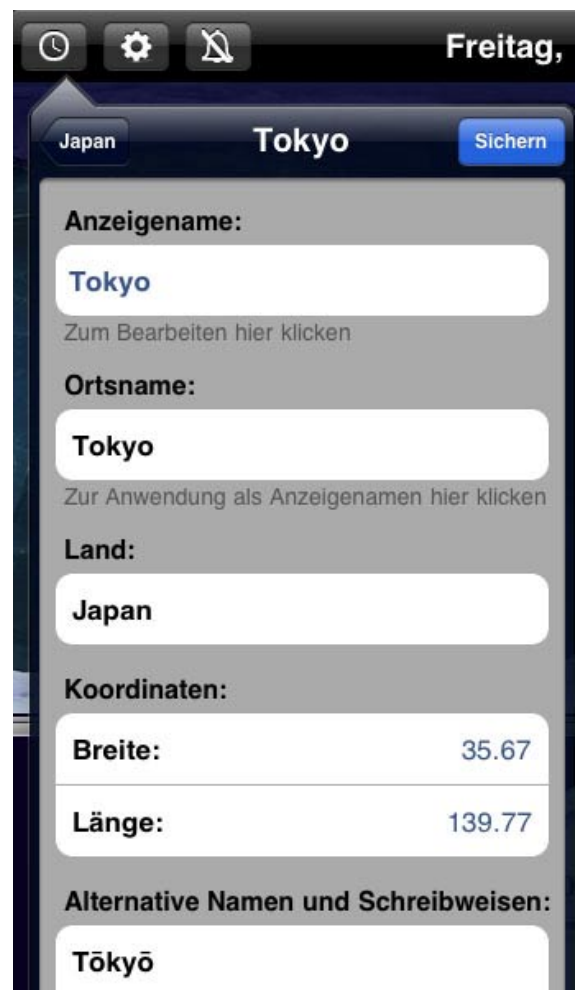 Freitag,
Japan Tokyo Sichern
Anzeigename:
Tokyo
Zum Bearbeiten hier klicken
Ortsname:
Tokyo
Zur Anwendung als Anzeigenamen hier klicken
Land:
Japan
Koordinaten:
Breite: 35.67
Länge: 139.77
Alternative Namen und Schreibweisen:
Tōkyō